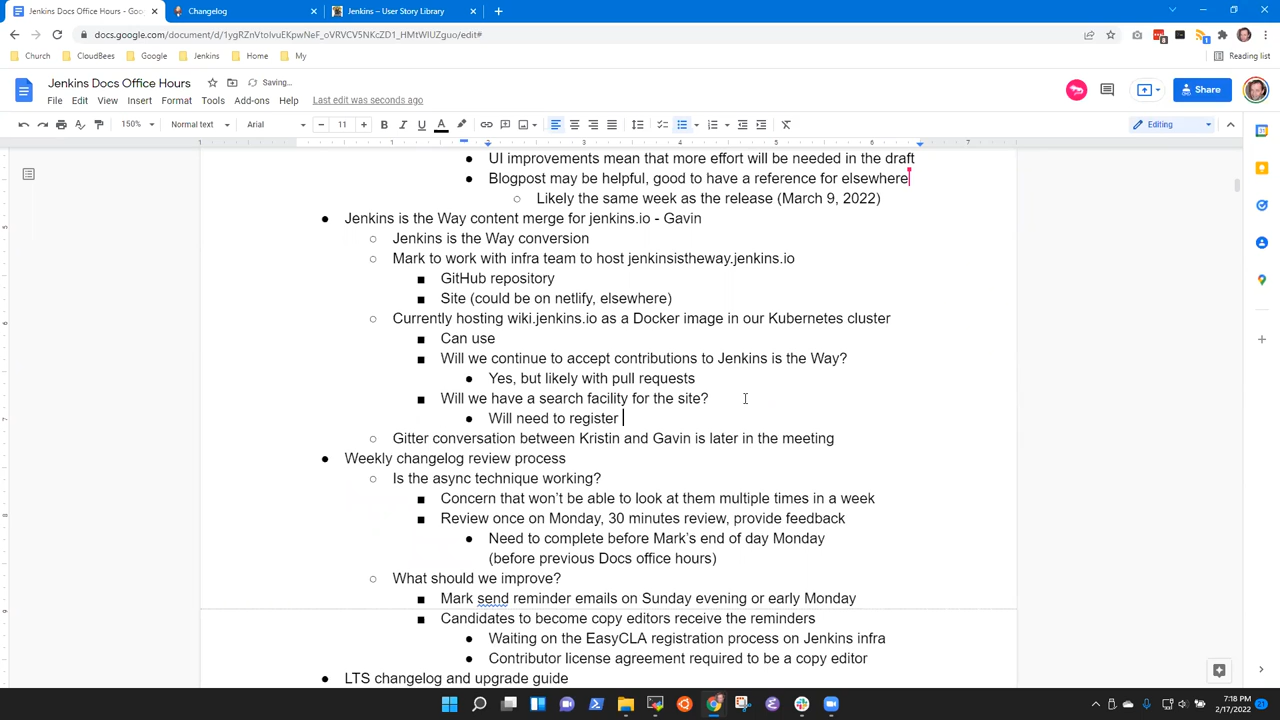 Jenkins Docs Office Hours - Goo
Changelog
Jenkins – User Story Library
docs.google.com/document/d/1ygRZnVtoIvuEKpwNeF_oVRVCV5NKcZD1_HMtWIUZguo/edit#
Church
CloudBees
Google
Jenkins
Home
My
Reading list
Jenkins Docs Office Hours
Saving...
File Edit View Insert Format Tools Add-ons Help Last edit was seconds ago
Share
150% Normal text Arial 11 Editing
1 3 4 5 6 7
UI improvements mean that more effort will be needed in the draft
Blogpost may be helpful, good to have a reference for elsewhere
Likely the same week as the release (March 9, 2022)
Jenkins is the Way content merge for jenkins.io - Gavin
Jenkins is the Way conversion
Mark to work with infra team to host jenkinsistheway.jenkins.io
GitHub repository
Site (could be on netlify, elsewhere)
Currently hosting wiki.jenkins.io as a Docker image in our Kubernetes cluster
Can use
Will we continue to accept contributions to Jenkins is the Way?
Yes, but likely with pull requests
Will we have a search facility for the site?
Will need to register
Gitter conversation between Kristin and Gavin is later in the meeting
Weekly changelog review process
Is the async technique working?
Concern that won't be able to look at them multiple times in a week
Review once on Monday, 30 minutes review, provide feedback
Need to complete before Mark's end of day Monday
(before previous Docs office hours)
What should we improve?
Mark send reminder emails on Sunday evening or early Monday
Candidates to become copy editors receive the reminders
Waiting on the EasyCLA registration process on Jenkins infra
Contributor license agreement required to be a copy editor
LTS changelog and upgrade guide
7:18 PM
2/17/2022